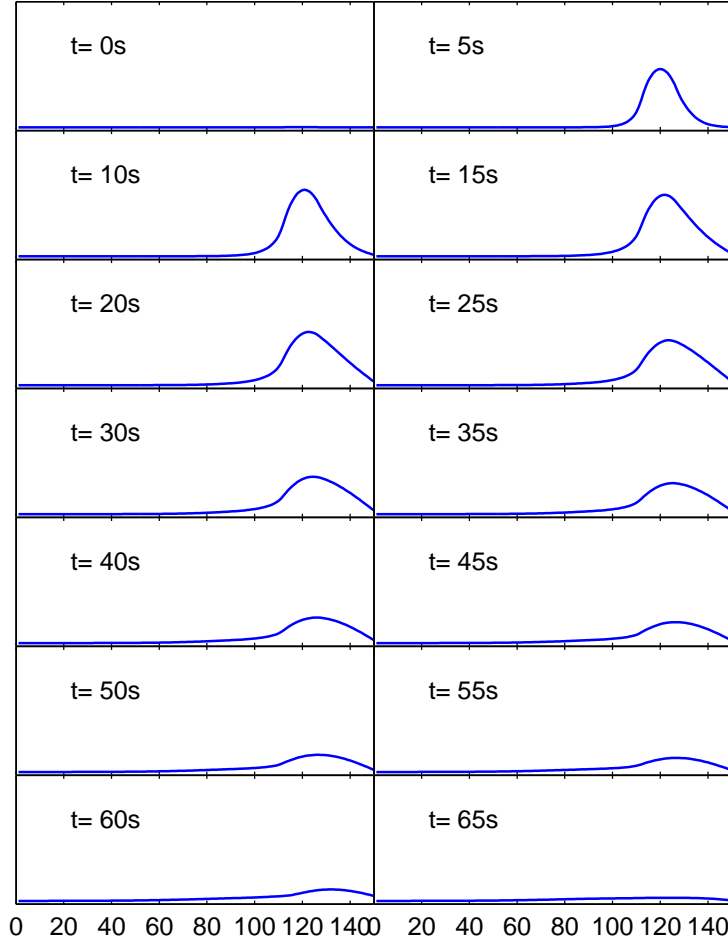 t= 0s t= 5s
t= 10s t= 15s
t= 20s t= 25s
t= 30s t= 35s
t= 40s t= 45s
t= 50s t= 55s
t= 60s t= 65s
0 20 40 60 80 100 120 140 0 20 40 60 80 100 120 140